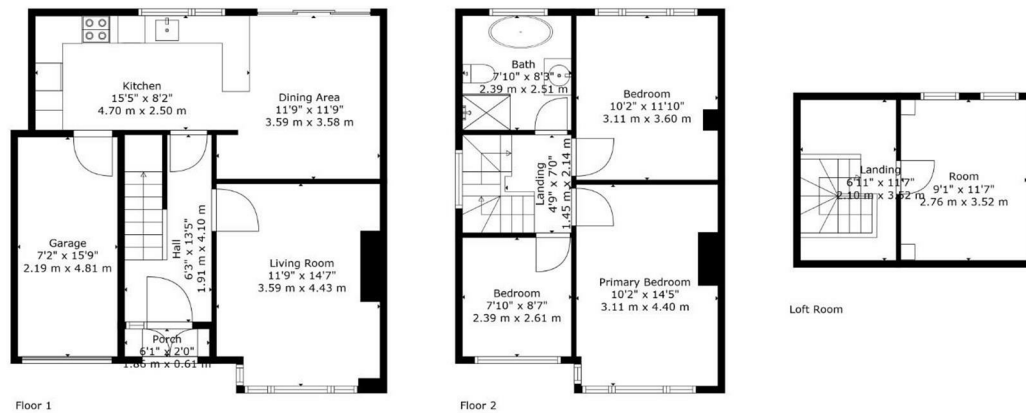 Kitchen
15'5" x 8'2"
4.70 m x 2.50 m
Dining Area
11'9" x 11'9"
3.59 m x 3.58 m
Garage
7'2" x 15'9"
2.19 m x 4.81 m
Hall
6'3" x 13'5"
1.91 m x 4.10 m
Living Room
11'9" x 14'7"
3.59 m x 4.43 m
Porch
6'1" x 2'0"
1.86 m x 0.61 m
Floor 1
Bath
7'10" x 8'3"
2.39 m x 2.51 m
Bedroom
10'2" x 11'10"
3.11 m x 3.60 m
Landing
4'9" x 7'0"
1.45 m x 2.14 m
Bedroom
7'10" x 8'7"
2.39 m x 2.61 m
Primary Bedroom
10'2" x 14'5"
3.11 m x 4.40 m
Floor 2
Landing
6'11" x 11'7"
2.10 m x 3.52 m
Room
9'1" x 11'7"
2.76 m x 3.52 m
Loft Room